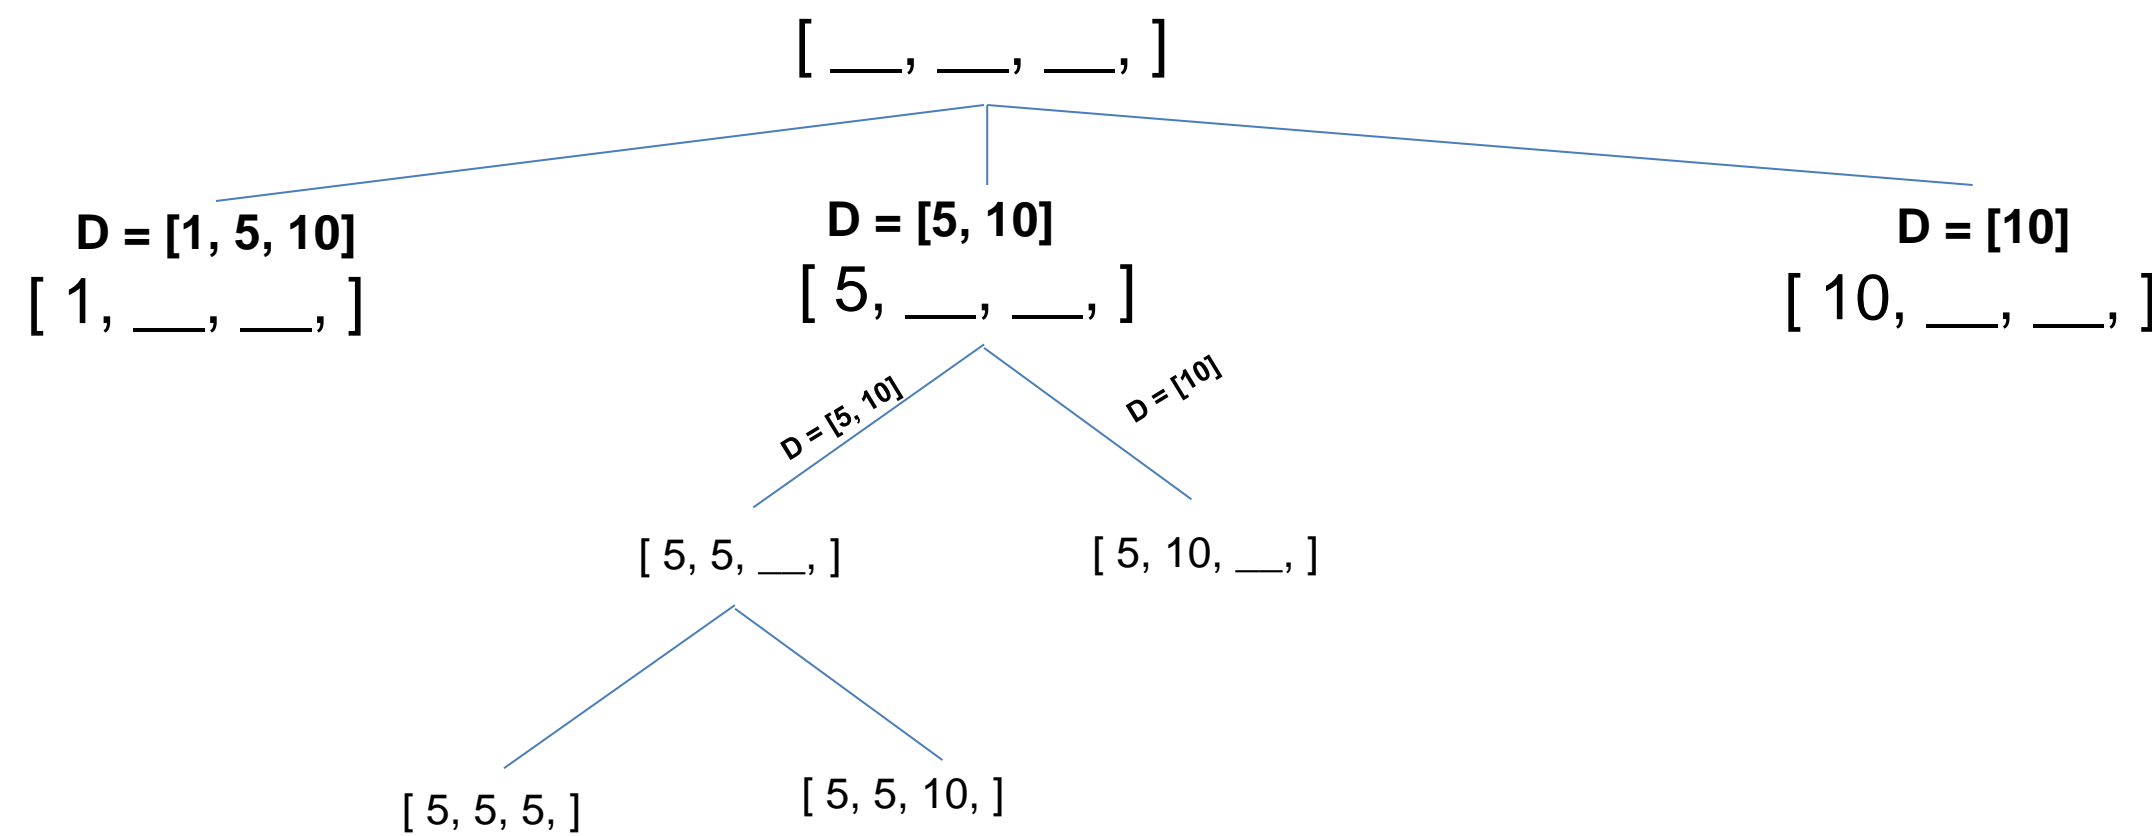 [ __, __, __, ]
D = [1, 5, 10]
[ 1, __, __, ]
D = [5, 10]
[ 5, __, __, ]
D = [10]
[ 10, __, __, ]
D = [5, 10]
D = [10]
[ 5, 5, __, ]
[ 5, 10, __, ]
[ 5, 5, 5, ]
[ 5, 5, 10, ]